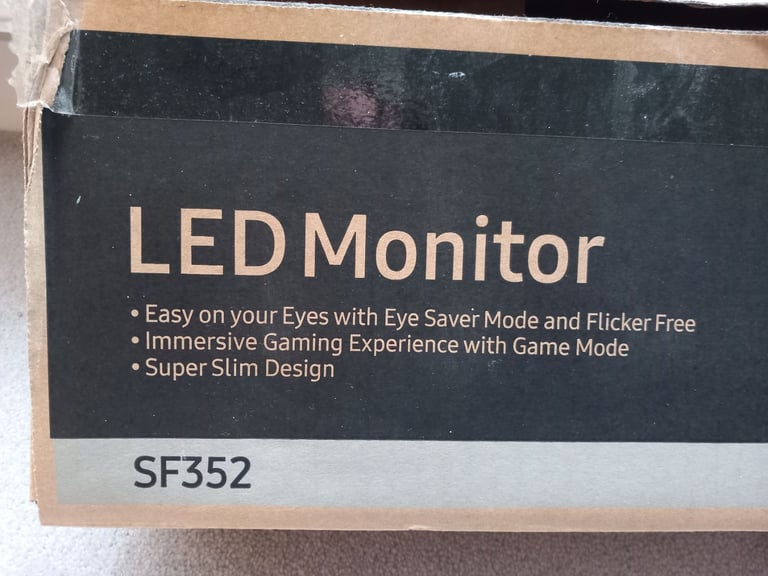 LED Monitor
• Easy on your Eyes with Eye Saver Mode and Flicker Free
• Immersive Gaming Experience with Game Mode
• Super Slim Design
SF352